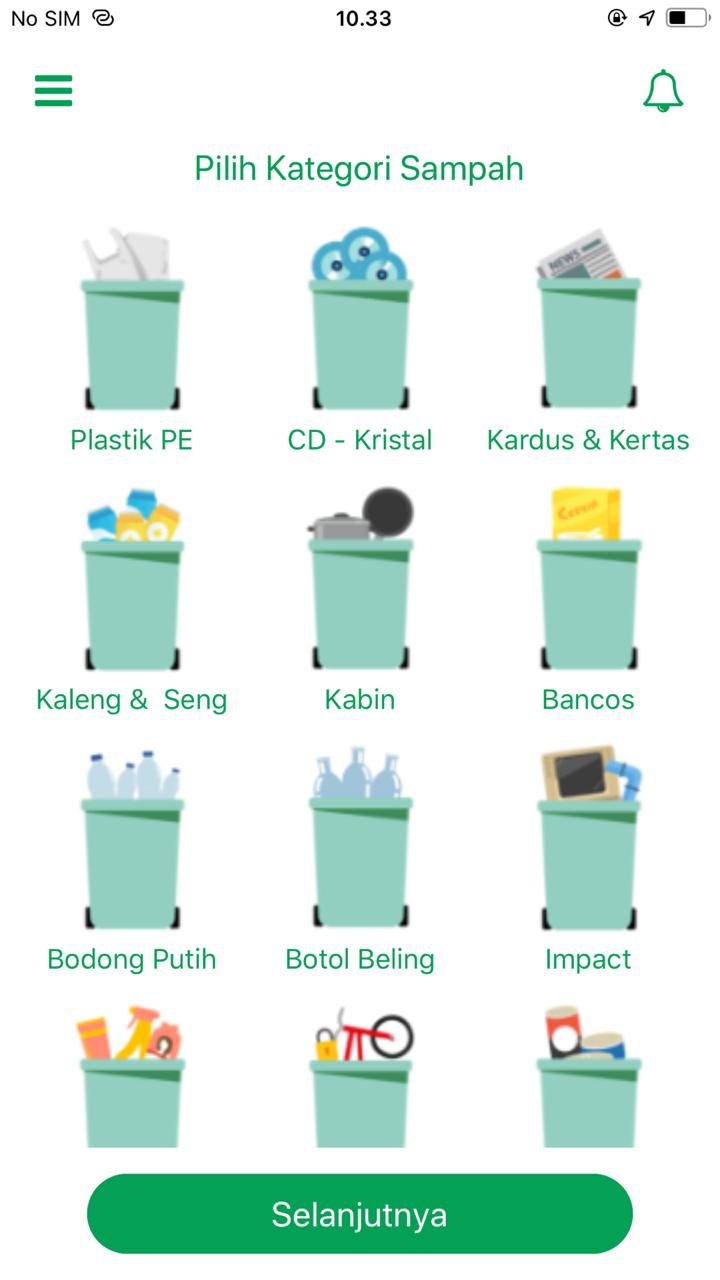 No SIM 10.33
Pilih Kategori Sampah
NEWS
Plastik PE CD - Kristal Kardus & Kertas
Cereal
Kaleng & Seng Kabin Bancos
Bodong Putih Botol Beling Impact
Selanjutnya